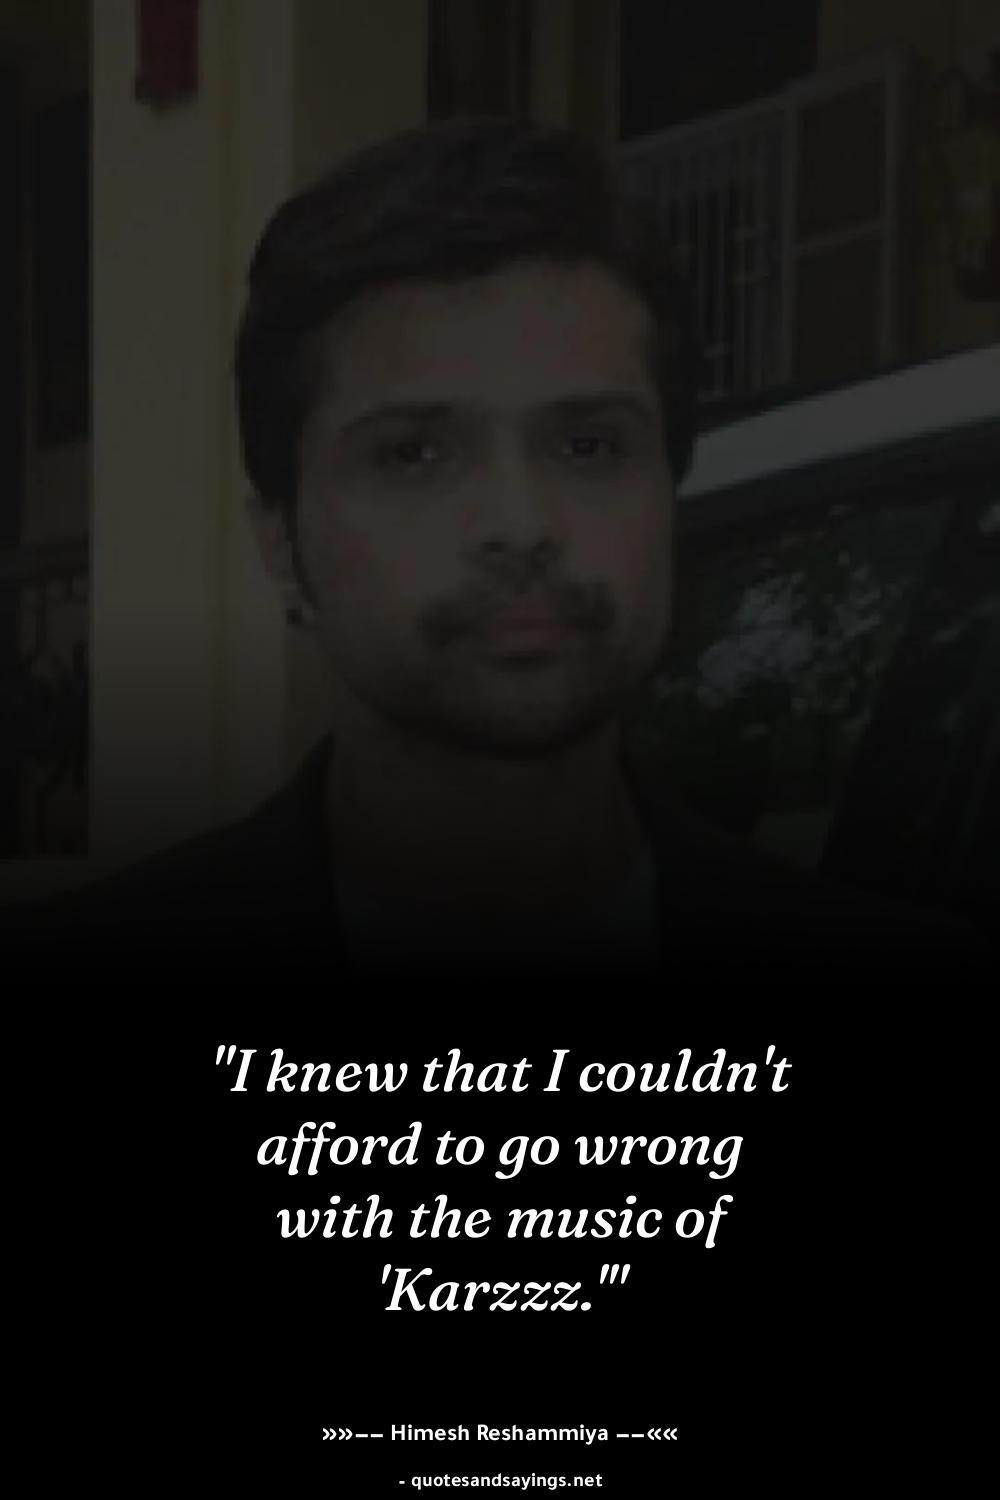 "I knew that I couldn't
afford to go wrong
with the music of
'Karzzz.'"
»»−− Himesh Reshammiya −−««
- quotesandsayings.net